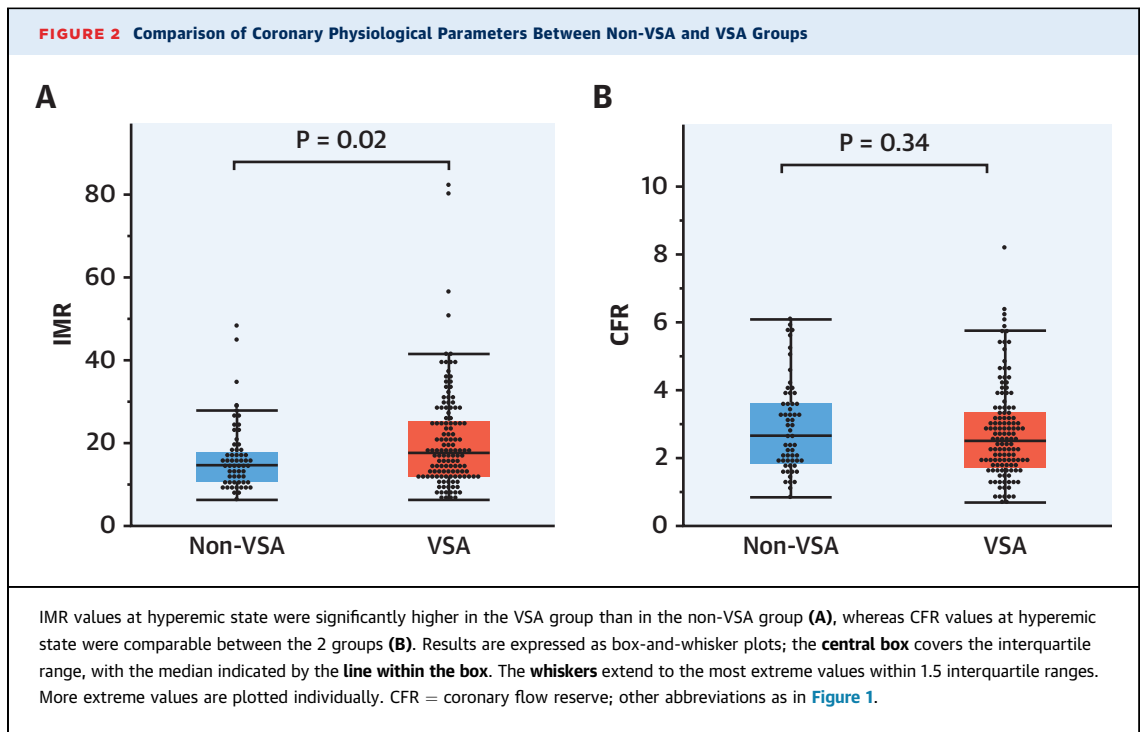 FIGURE 2 Comparison of Coronary Physiological Parameters Between Non-VSA and VSA Groups
A
P = 0.02
80
60
40
20
0
IMR
Non-VSA VSA
B
P = 0.34
10
8
6
4
2
0
CFR
Non-VSA VSA
IMR values at hyperemic state were significantly higher in the VSA group than in the non-VSA group (A), whereas CFR values at hyperemic
state were comparable between the 2 groups (B). Results are expressed as box-and-whisker plots; the central box covers the interquartile
range, with the median indicated by the line within the box. The whiskers extend to the most extreme values within 1.5 interquartile ranges.
More extreme values are plotted individually. CFR = coronary flow reserve; other abbreviations as in Figure 1.